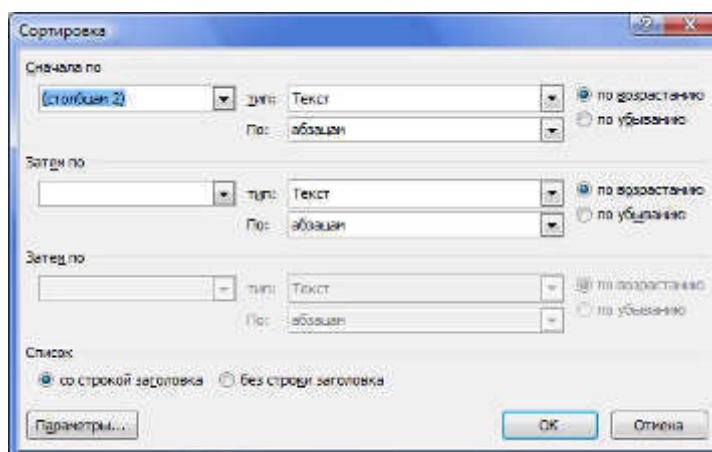 Сортировка
Сначала по
(столбцам 2) тип: Текст по возрастанию
По: абзацам по убыванию
Затем по
тип: Текст по возрастанию
По: абзацам по убыванию
Затем по
тип: Текст по возрастанию
По: абзацам по убыванию
Список
со строкой заголовка без строки заголовка
Параметры... ОК Отмена